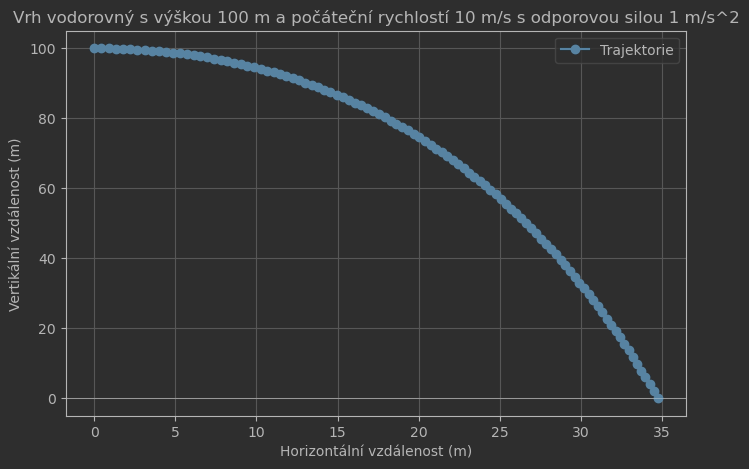 Vrh vodorovný s výškou 100 m a počáteční rychlostí 10 m/s s odporovou silou 1 m/s^2
Trajektorie
Vertikální vzdálenost (m)
100
80
60
40
20
0
0 5 10 15 20 25 30 35
Horizontální vzdálenost (m)